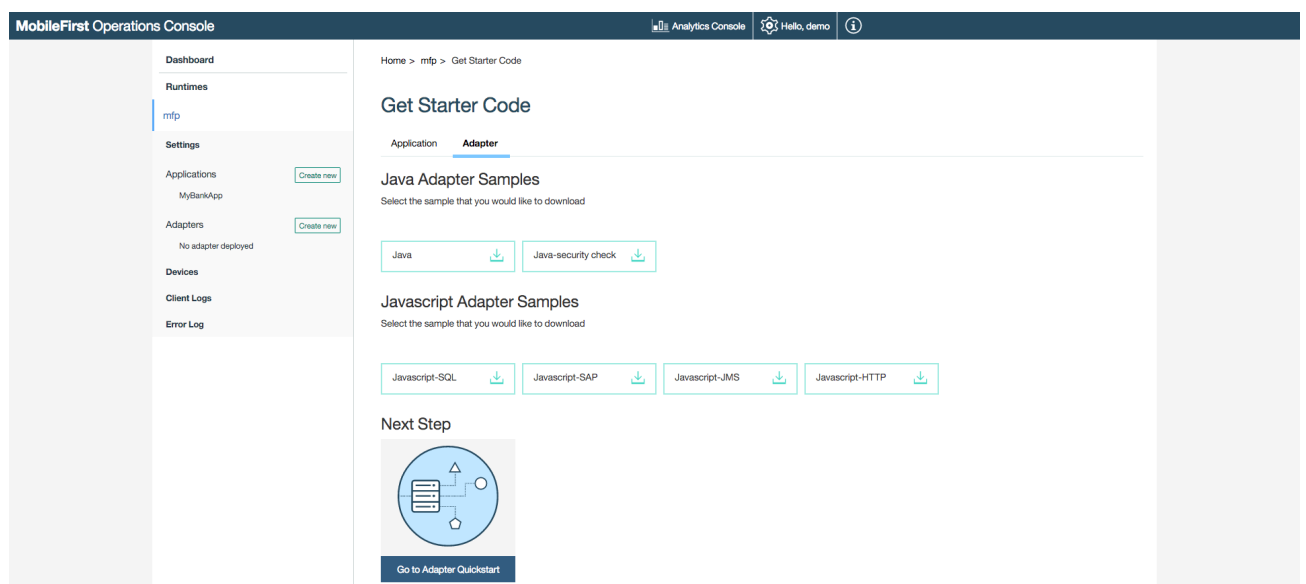 MobileFirst Operations Console
Analytics Console
Hello, demo
Dashboard
Runtimes
mfp
Settings
Applications
Create new
MyBankApp
Adapters
Create new
No adapter deployed
Devices
Client Logs
Error Log
Home > mfp > Get Starter Code
Get Starter Code
Application
Adapter
Java Adapter Samples
Select the sample that you would like to download
Java
Java-security check
Javascript Adapter Samples
Select the sample that you would like to download
Javascript-SQL
Javascript-SAP
Javascript-JMS
Javascript-HTTP
Next Step
Go to Adapter Quickstart